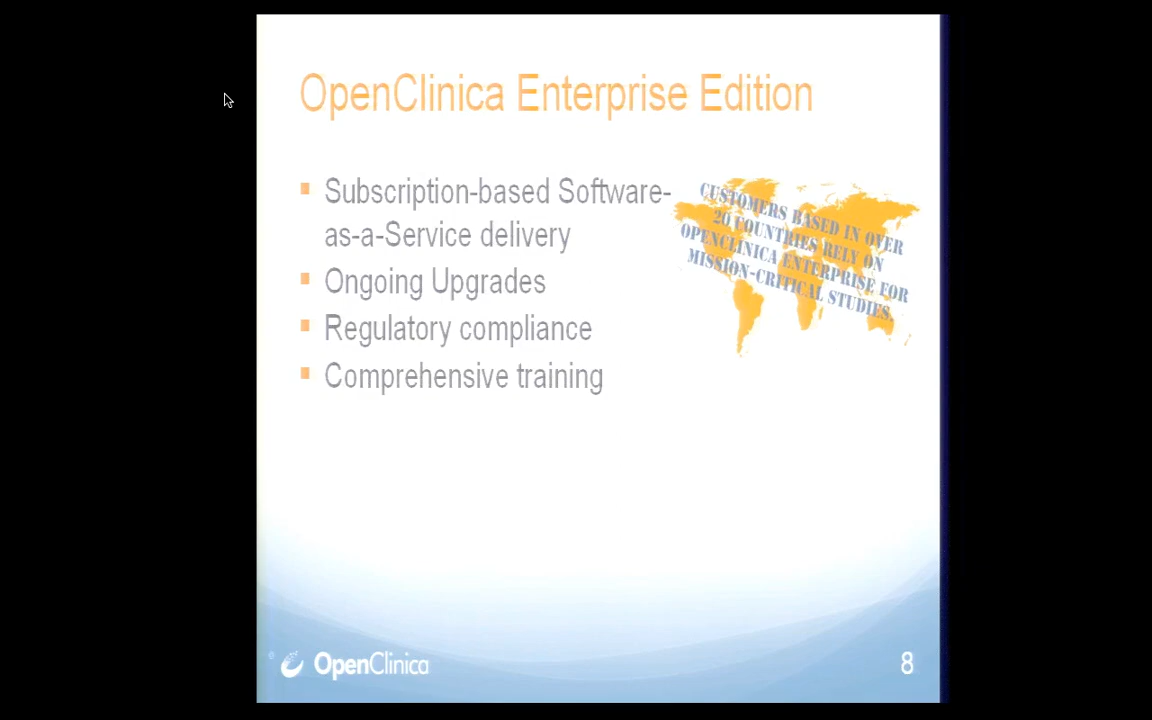 OpenClinica Enterprise Edition
Subscription-based Software-
as-a-Service delivery
Ongoing Upgrades
Regulatory compliance
Comprehensive training
CUSTOMERS BASED IN OVER
20 COUNTRIES RELY ON
OPENCLINICA ENTERPRISE FOR
MISSION-CRITICAL STUDIES.
OpenClinica
8